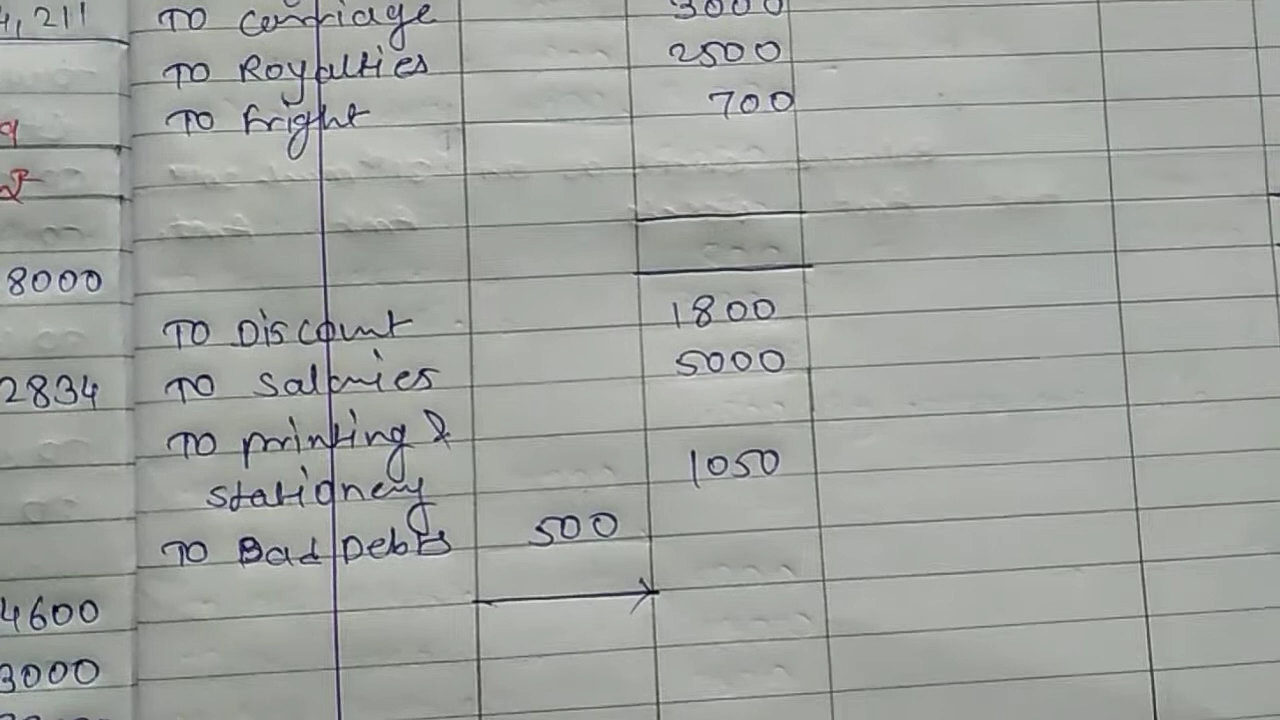 4,211 TO Carriage 3000
TO Royalties 2500
TO fright 700
8000
TO Discount 1800
2834 TO Salaries 5000
TO printing &
stationery 1050
TO Bad Debts 500
4600
3000